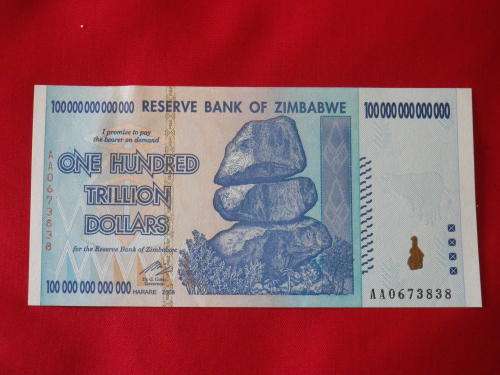 100 000 000 000 000 RESERVE BANK OF ZIMBABWE 100 000 000 000 000
I promise to pay
the bearer on demand
ONE HUNDRED
TRILLION
DOLLARS
for the Reserve Bank of Zimbabwe
Governor
100 000 000 000 000 HARARE 2008
AA0673838
AA0673838